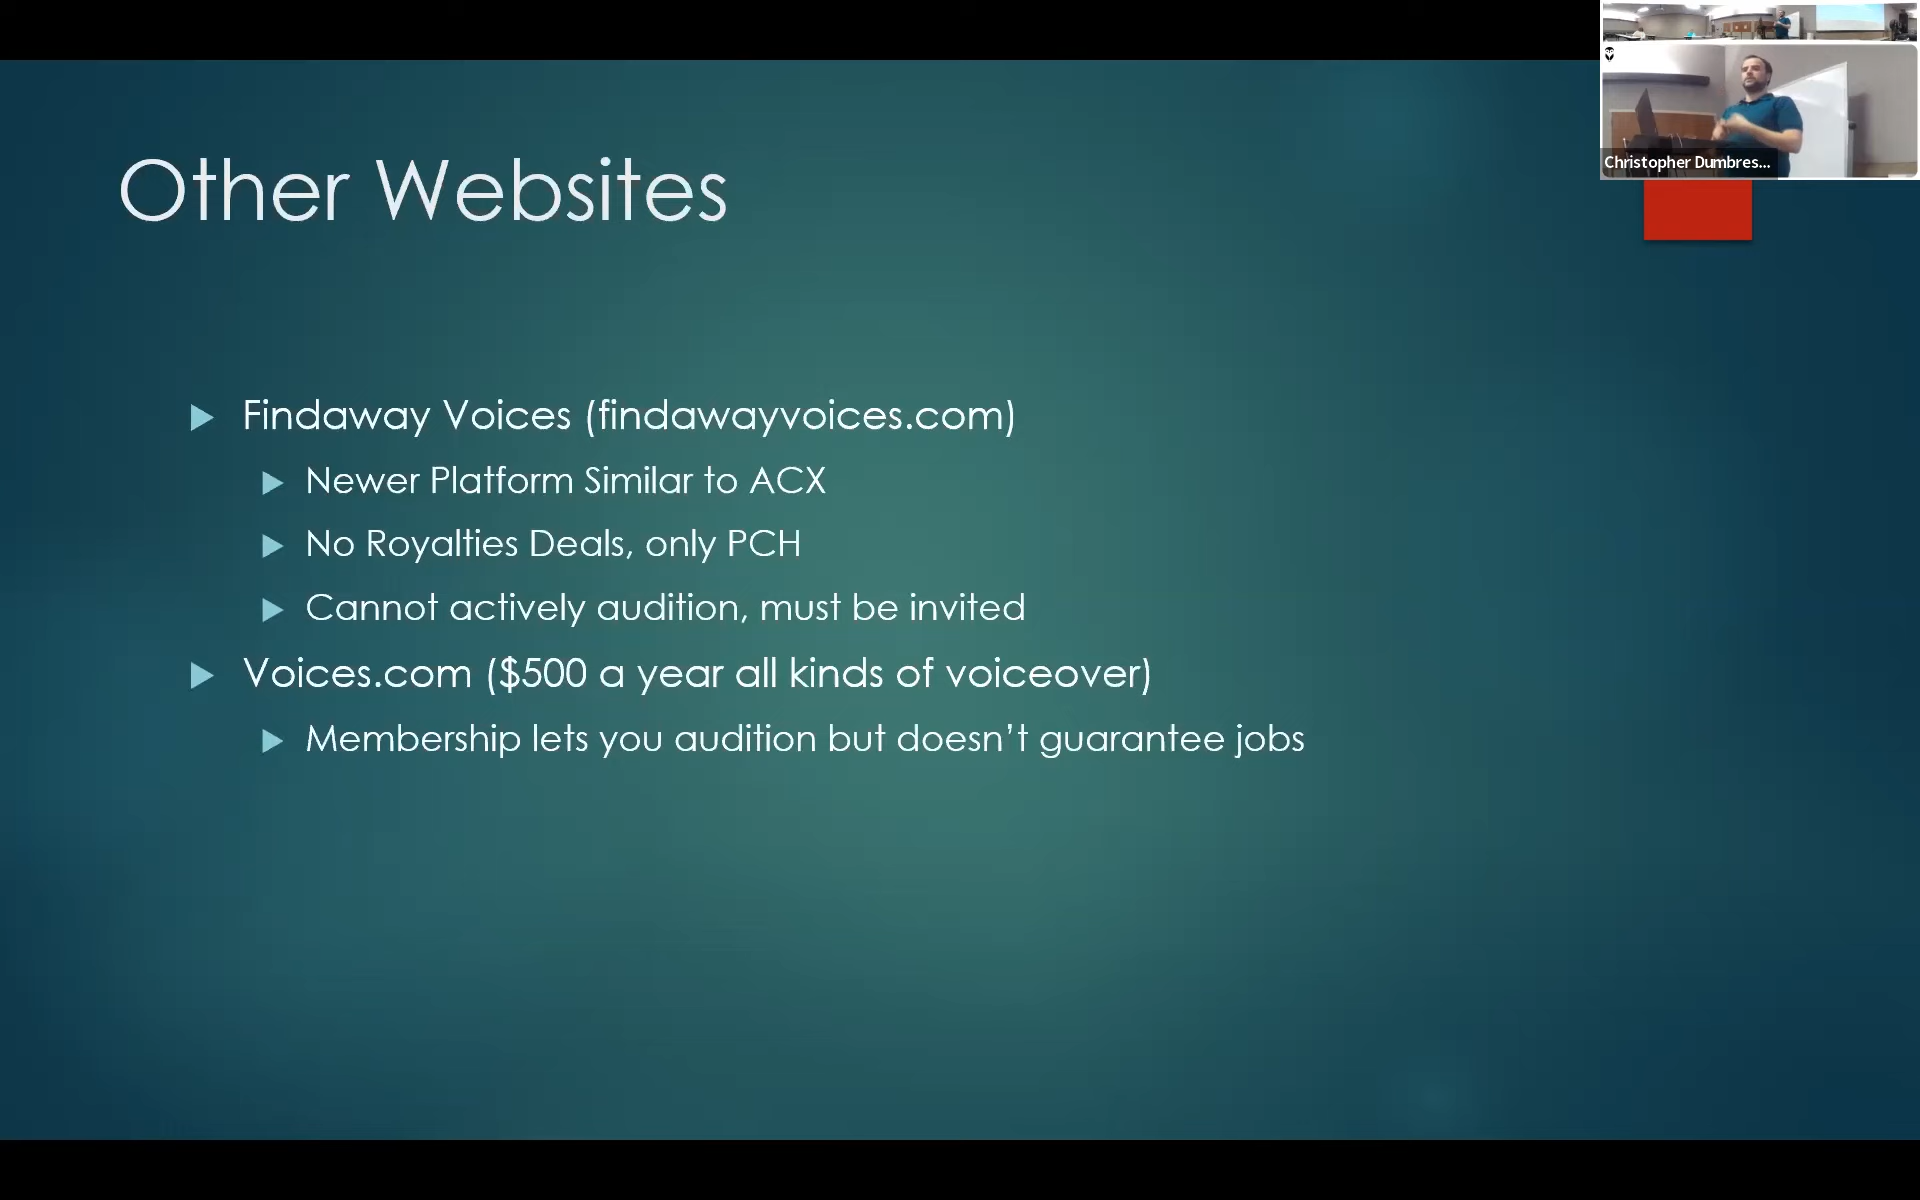 Christopher Dumbres...
Other Websites
Findaway Voices (findawayvoices.com)
Newer Platform Similar to ACX
No Royalties Deals, only PCH
Cannot actively audition, must be invited
Voices.com ($500 a year all kinds of voiceover)
Membership lets you audition but doesn’t guarantee jobs